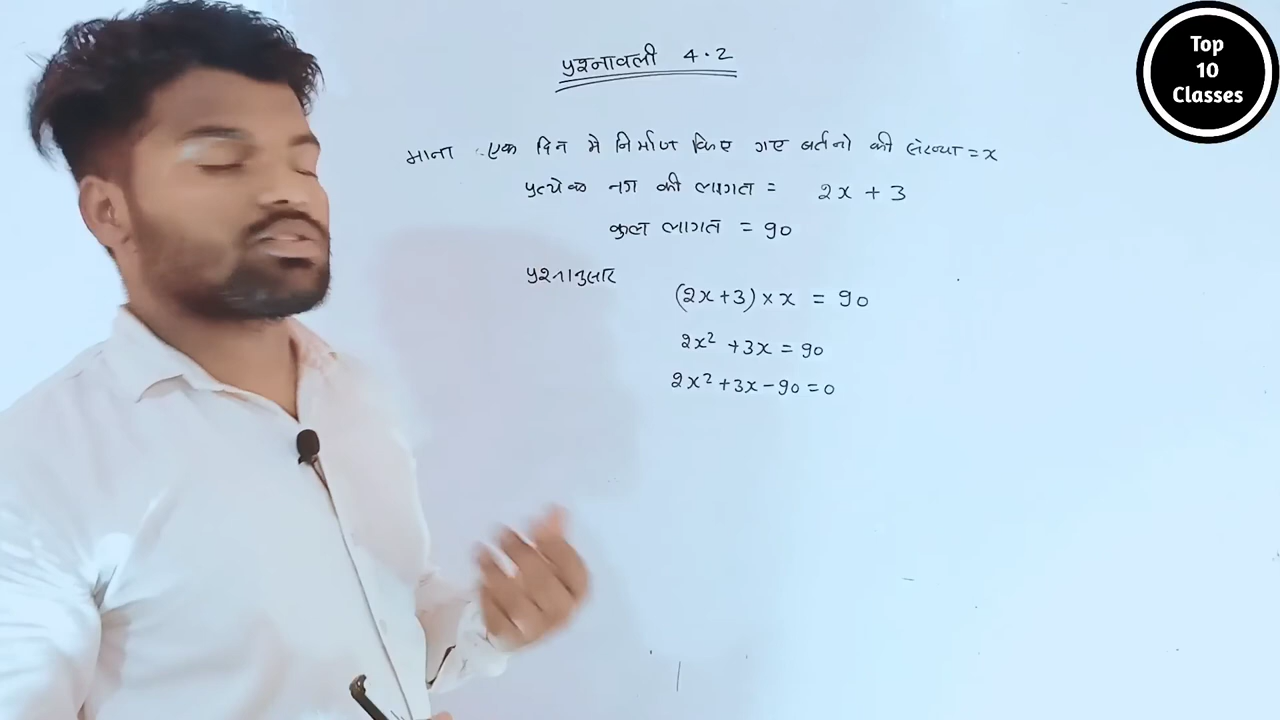 प्रश्नावली 4.2
माना एक दिन मे निर्माण किए गए बर्तनो की संख्या = x
प्रत्येक नग की लागत = 2x + 3
कुल लागत = 90
प्रश्नानुसार
(2x+3) × x = 90
2x² + 3x = 90
2x² + 3x - 90 = 0
Top
10
Classes